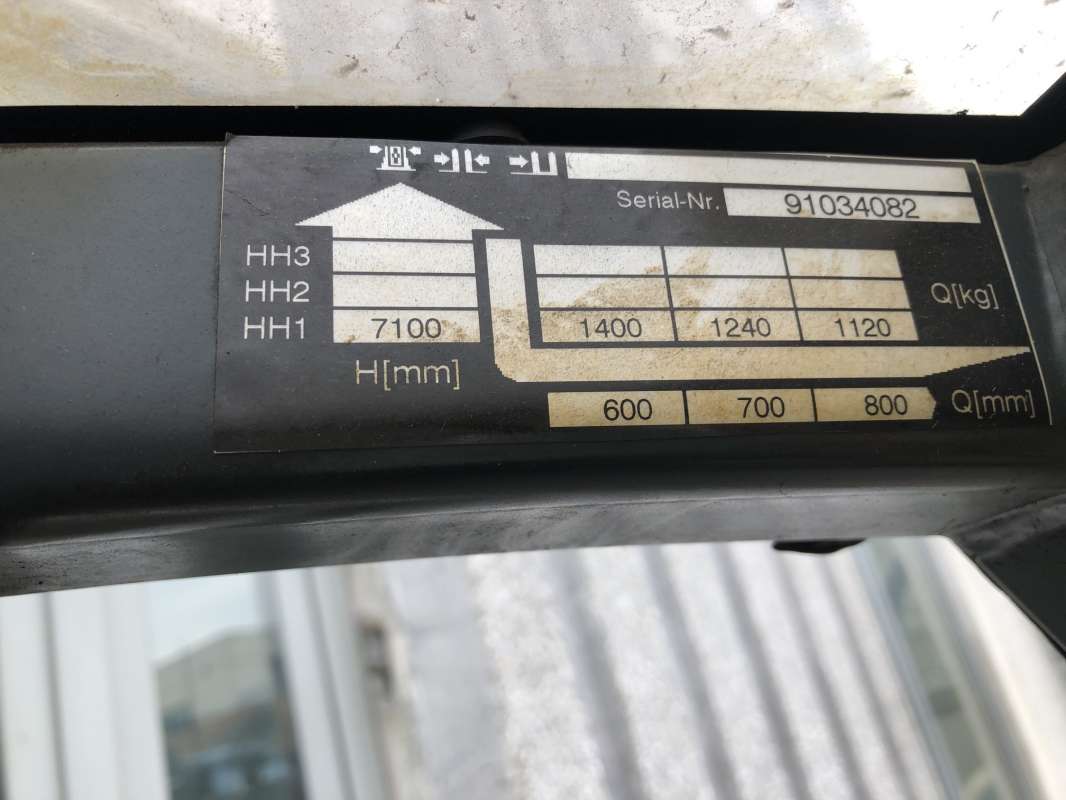 Serial-Nr. 91034082
HH3
HH2 Q[kg]
HH1 7100 1400 1240 1120
H[mm]
600 700 800 Q[mm]